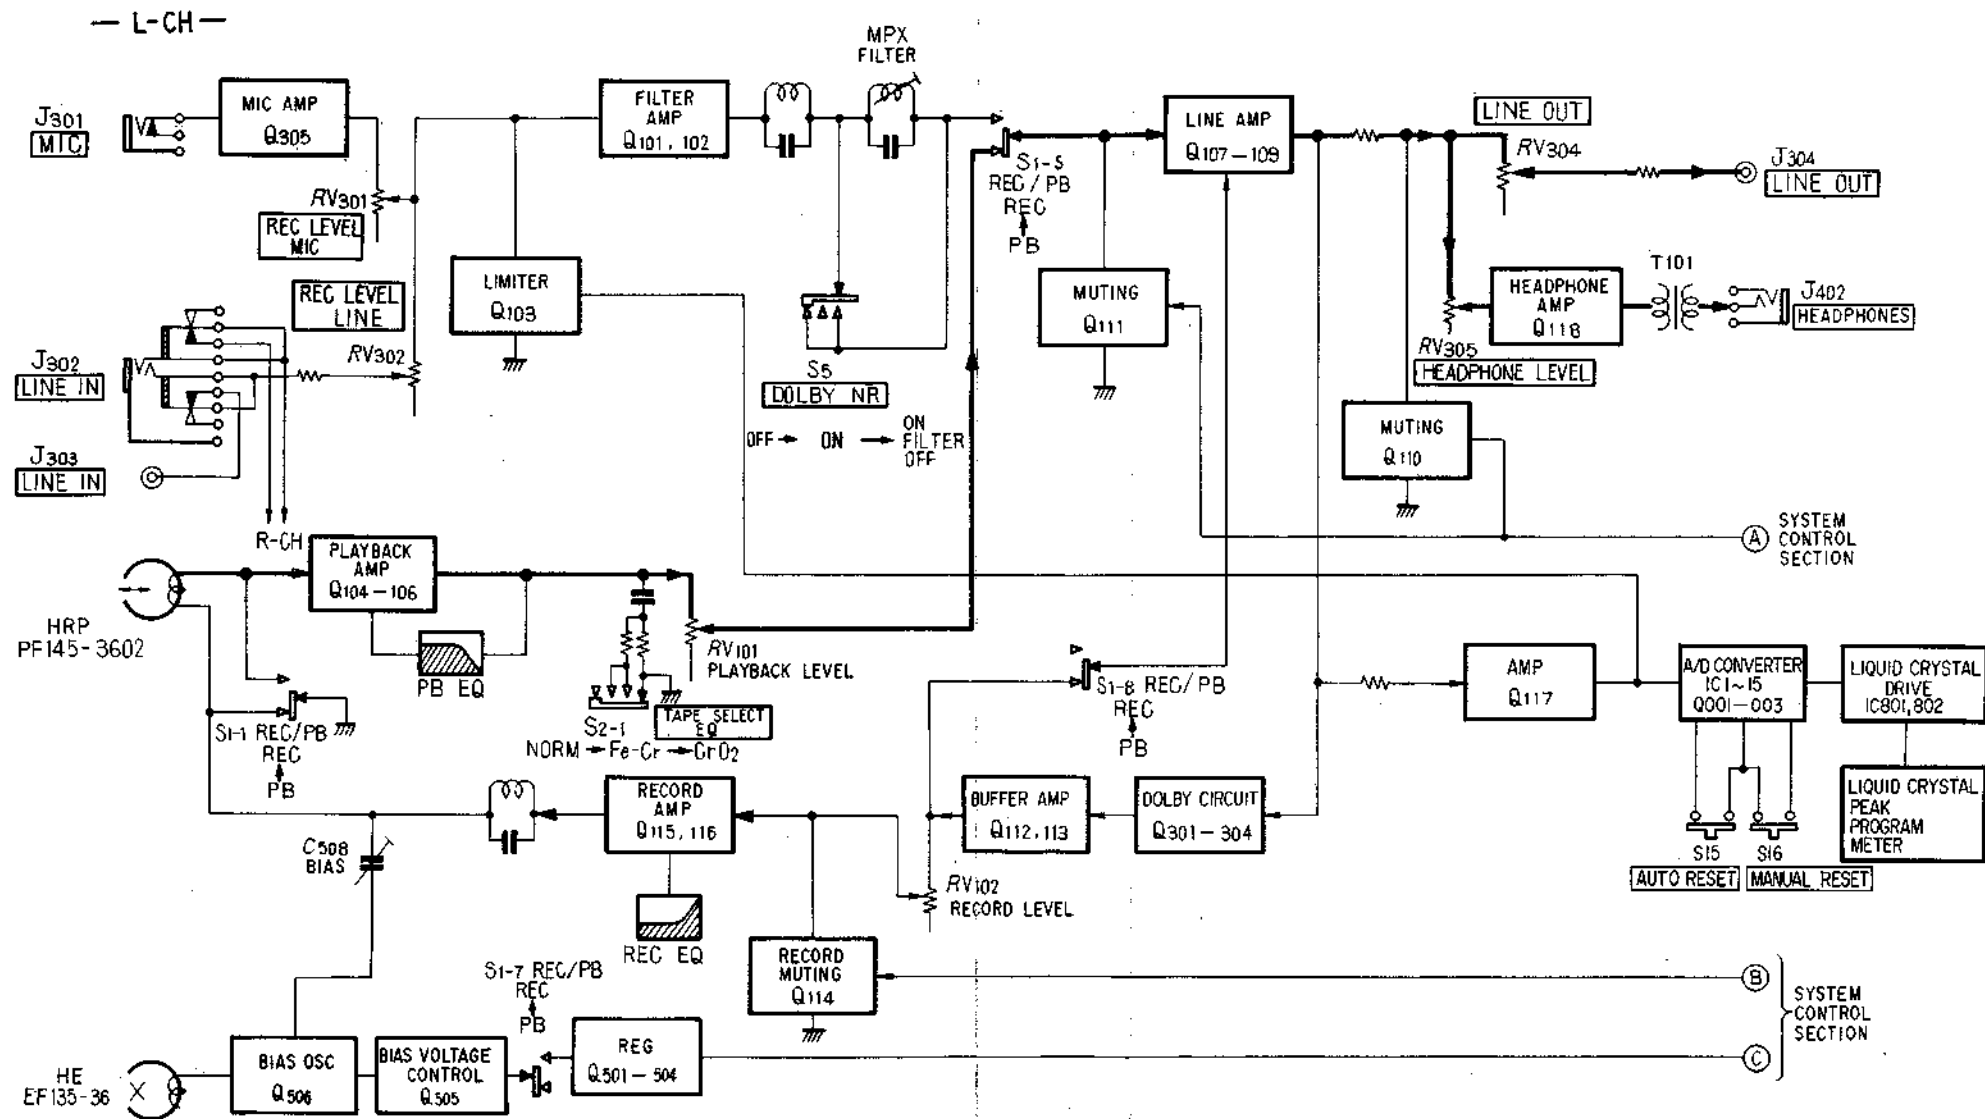 — L-CH —
MPX
FILTER
J301
MIC
MIC AMP
Q305
FILTER
AMP
Q101, 102
LINE AMP
Q107—109
LINE OUT
RV304
J304
LINE OUT
S1-5
REC / PB
REC
PB
RV301
REC LEVEL
MIC
LIMITER
Q103
REC LEVEL
LINE
RV302
MUTING
Q111
T101
HEADPHONE
AMP
Q118
J402
HEADPHONES
RV305
HEADPHONE LEVEL
J302
LINE IN
S5
DOLBY NR
OFF ON ON
FILTER
OFF
MUTING
Q110
J303
LINE IN
R-CH
A
SYSTEM
CONTROL
SECTION
PLAYBACK
AMP
Q104—106
HRP
PF145-3602
PB EQ
RV101
PLAYBACK LEVEL
S1-1 REC/PB
REC
PB
S2-1
TAPE SELECT
EQ
NORM Fe-Cr CrO2
S1-8 REC/PB
REC
PB
AMP
Q117
A/D CONVERTER
IC1~15
Q001—003
LIQUID CRYSTAL
DRIVE
IC801,802
LIQUID CRYSTAL
PEAK
PROGRAM
METER
S15
AUTO RESET
S16
MANUAL RESET
RECORD
AMP
Q115, 116
BUFFER AMP
Q112, 113
DOLBY CIRCUIT
Q301—304
C508
BIAS
RV102
RECORD LEVEL
REC EQ
RECORD
MUTING
Q114
B
SYSTEM
CONTROL
SECTION
S1-7 REC/PB
REC
PB
REG
Q501—504
C
HE
EF135-36
BIAS OSC
Q506
BIAS VOLTAGE
CONTROL
Q505